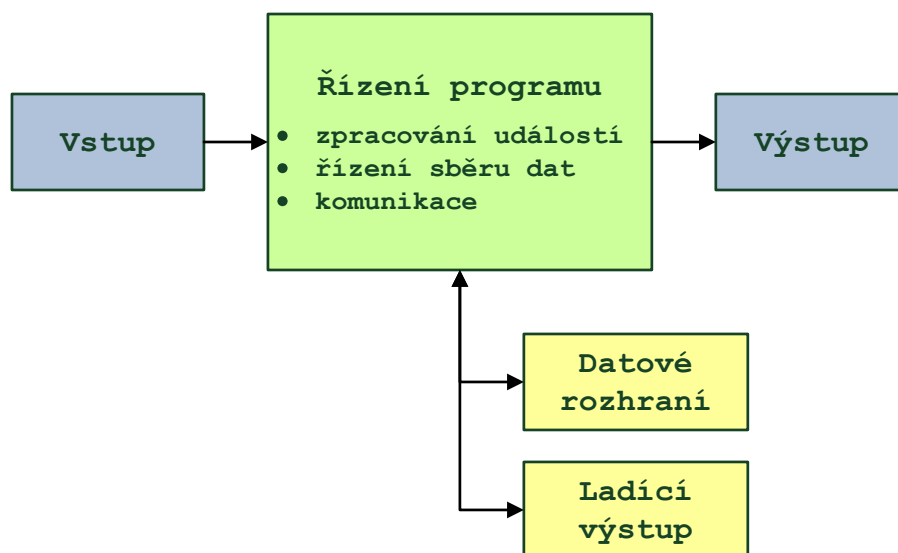 Vstup
Řízení programu
• zpracování událostí
• řízení sběru dat
• komunikace
Výstup
Datové
rozhraní
Ladící
výstup